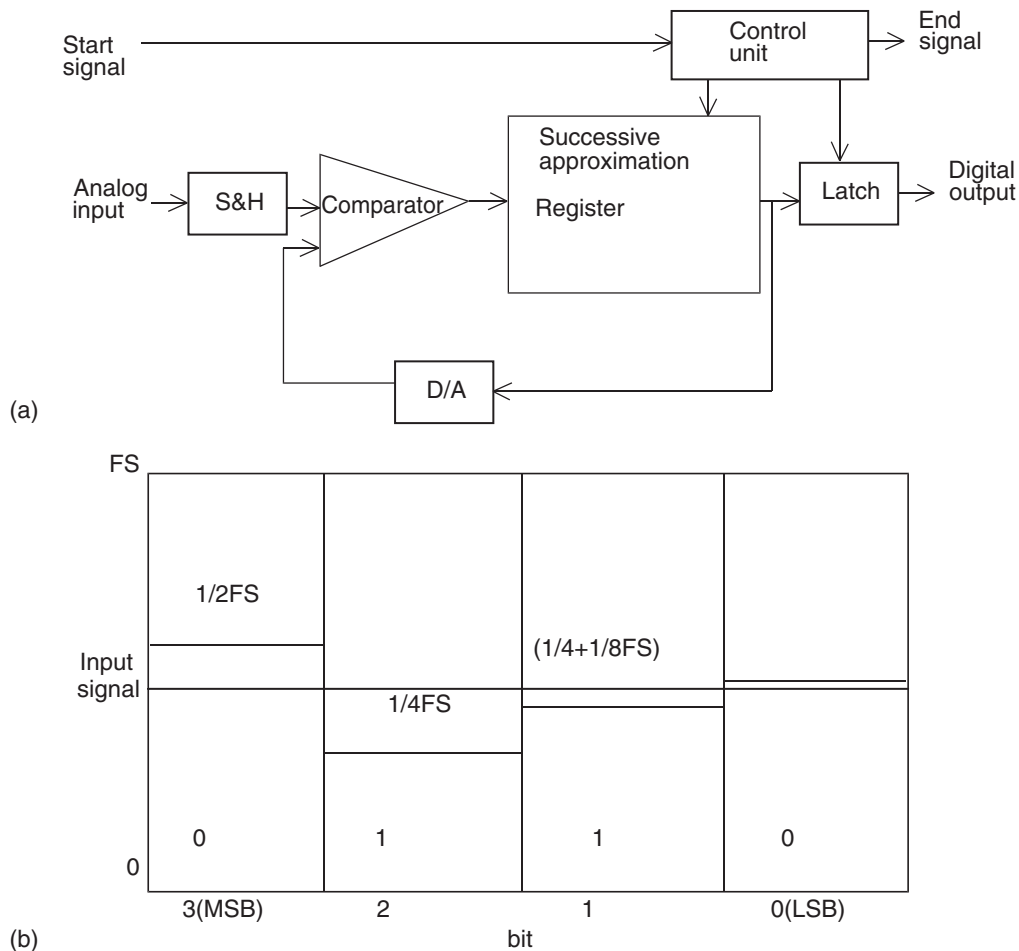 Start
signal
Control
unit
End
signal
Analog
input
S&H
Comparator
Successive
approximation
Register
Latch
Digital
output
D/A
(a)
FS
1/2FS
(1/4+1/8FS)
Input
signal
1/4FS
0
1
1
0
0
3(MSB)
2
1
0(LSB)
(b)
bit